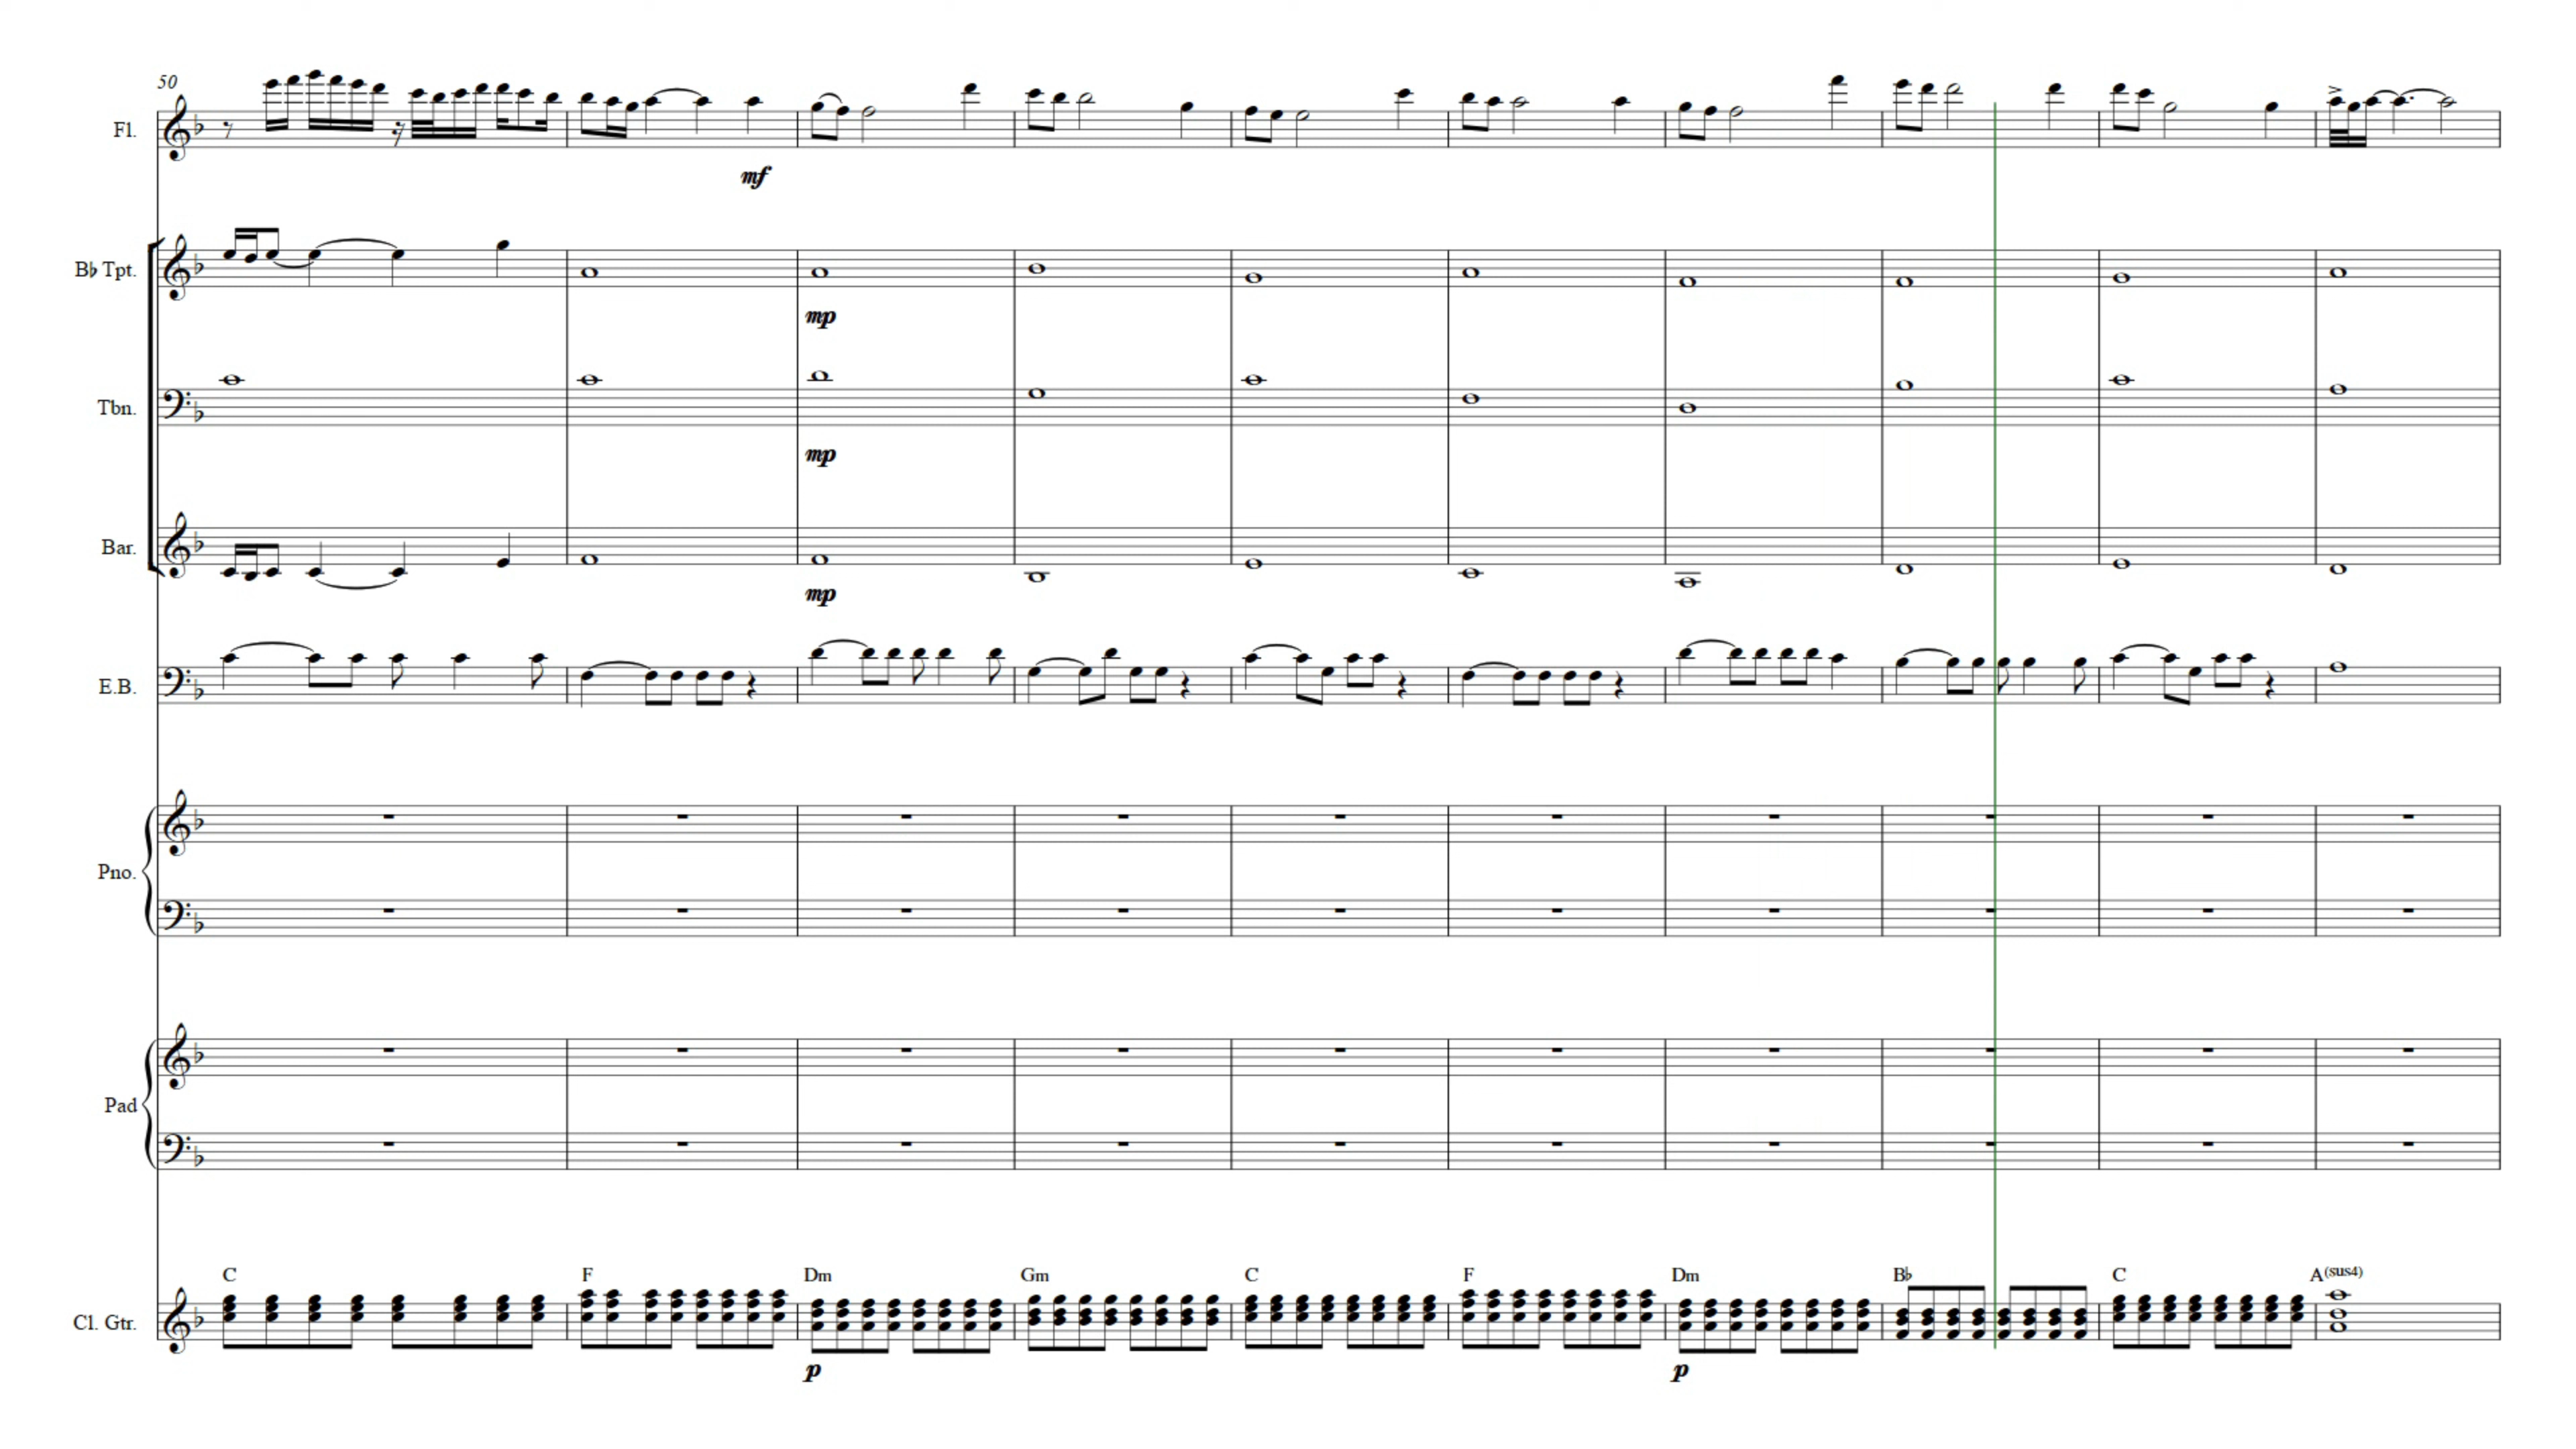 50
Fl.
mf
B♭ Tpt.
mp
Tbn.
mp
Bar.
mp
E.B.
Pno.
Pad
C F Dm Gm C F Dm B♭ C A(sus4)
Cl. Gtr.
p p